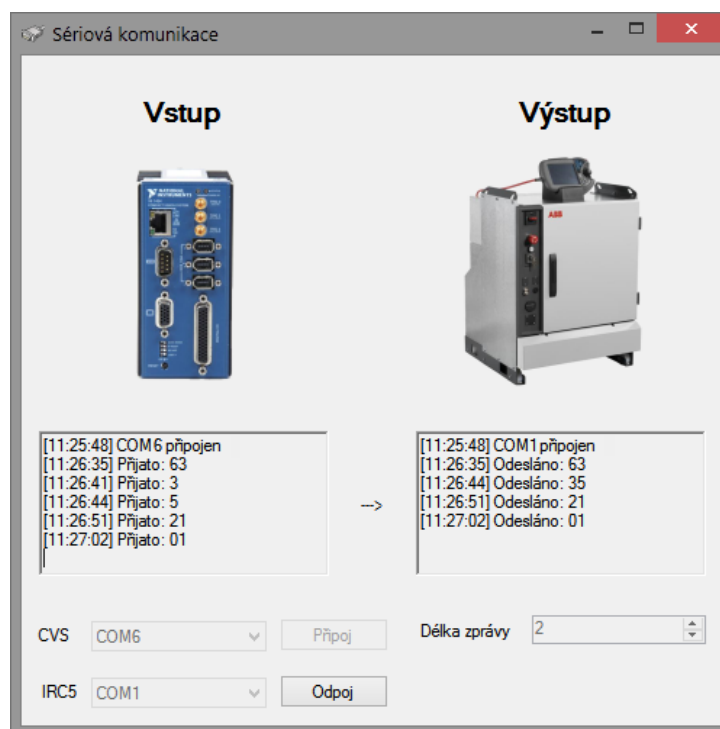 Sériová komunikace
Vstup
Výstup
NATIONAL
INSTRUMENTS
ABB
[11:25:48] COM6 připojen
[11:26:35] Přijato: 63
[11:26:41] Přijato: 3
[11:26:44] Přijato: 5
[11:26:51] Přijato: 21
[11:27:02] Přijato: 01
--->
[11:25:48] COM1 připojen
[11:26:35] Odesláno: 63
[11:26:44] Odesláno: 35
[11:26:51] Odesláno: 21
[11:27:02] Odesláno: 01
CVS COM6 Připoj
Délka zprávy 2
IRC5 COM1 Odpoj